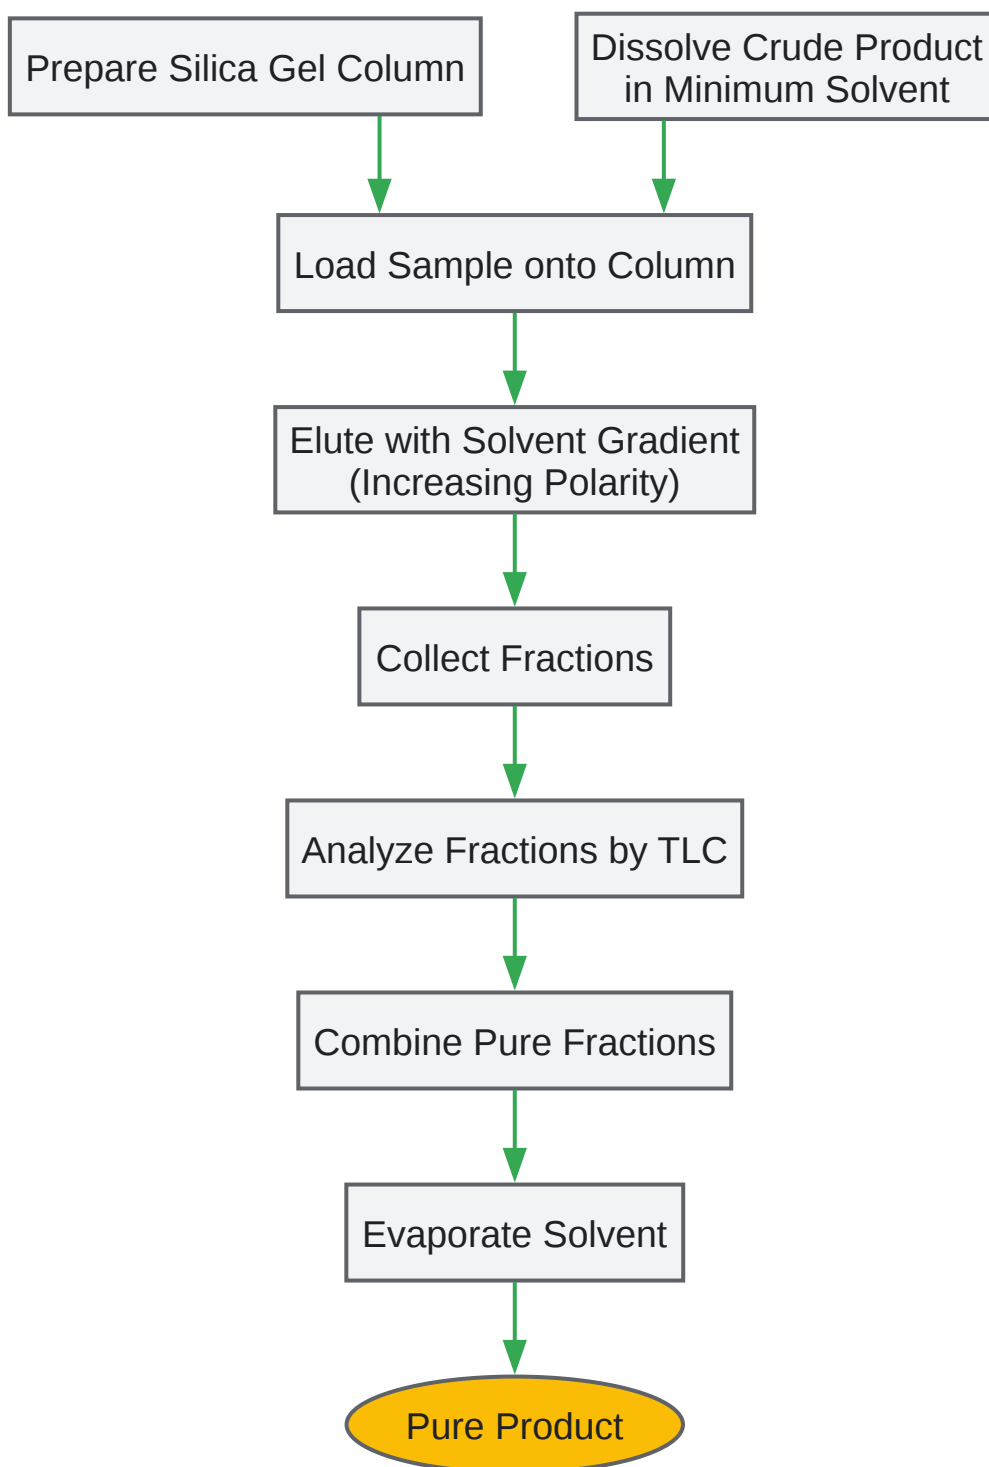 Prepare Silica Gel Column
Dissolve Crude Product
in Minimum Solvent
Load Sample onto Column
Elute with Solvent Gradient
(Increasing Polarity)
Collect Fractions
Analyze Fractions by TLC
Combine Pure Fractions
Evaporate Solvent
Pure Product